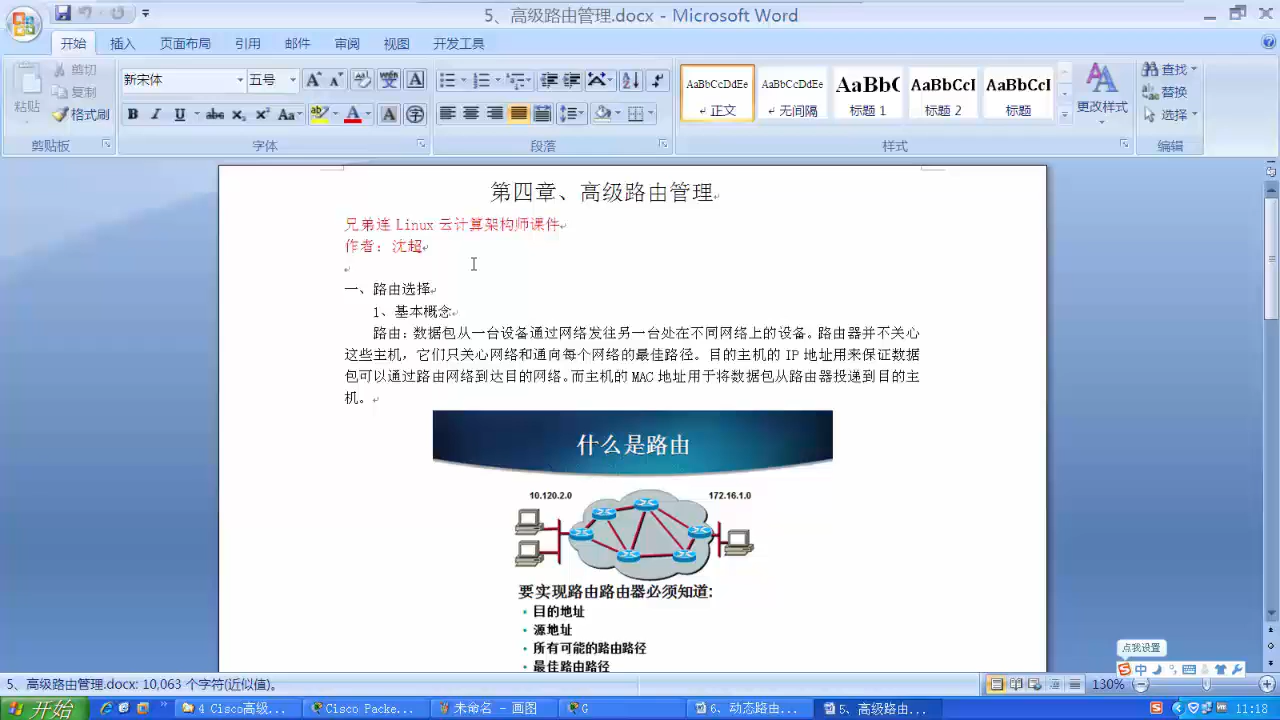 5、高级路由管理.docx - Microsoft Word
开始 插入 页面布局 引用 邮件 审阅 视图 开发工具
剪切
复制
粘贴
格式刷
新宋体 五号
AaBbCcDdEe AaBbCcDdEe AaBbC AaBbCcI AaBbCcI
正文 无间隔 标题 1 标题 2 标题
更改样式
查找
替换
选择
剪贴板 字体 段落 样式 编辑
第四章、高级路由管理
兄弟连 Linux 云计算架构师课件
作者：沈超
一、路由选择
1、基本概念
路由：数据包从一台设备通过网络发往另一台处在不同网络上的设备。路由器并不关心
这些主机，它们只关心网络和通向每个网络的最佳路径。目的主机的 IP 地址用来保证数据
包可以通过路由网络到达目的网络。而主机的 MAC 地址用于将数据包从路由器投递到目的主
机。
什么是路由
10.120.2.0 172.16.1.0
要实现路由路由器必须知道:
• 目的地址
• 源地址
• 所有可能的路由路径
• 最佳路由路径
点我设置
中
5、高级路由管理.docx: 10,063 个字符(近似值)。 130%
开始 4 Cisco高级... Cisco Packe... 未命名 - 画图 G 6、动态路由... 5、高级路由... 11:18